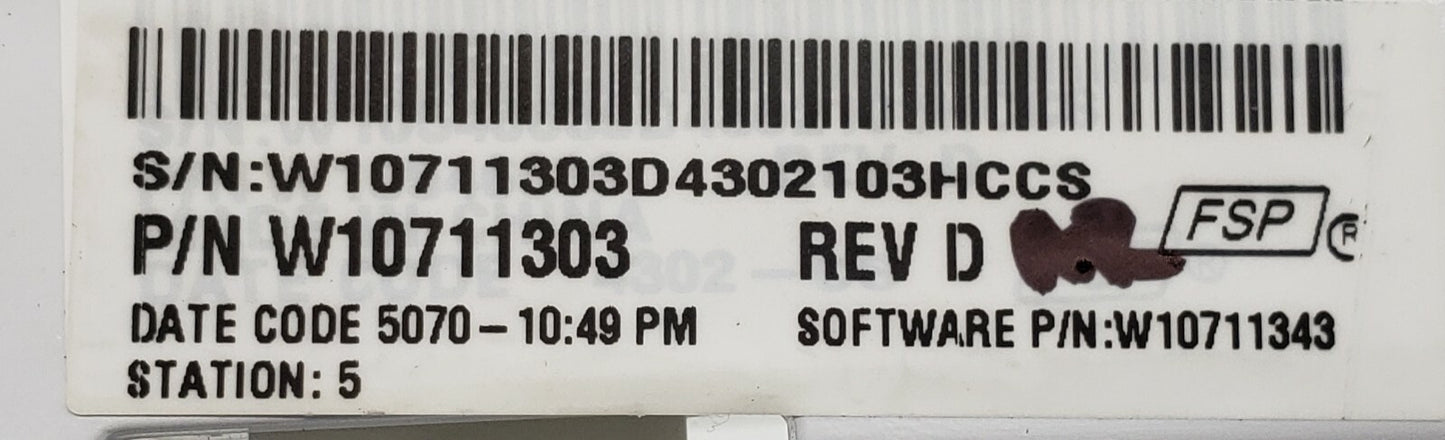 S/N:W10711303D4302103HCCS
P/N W10711303 REV D FSP ®
DATE CODE 5070 – 10:49 PM SOFTWARE P/N:W10711343
STATION: 5